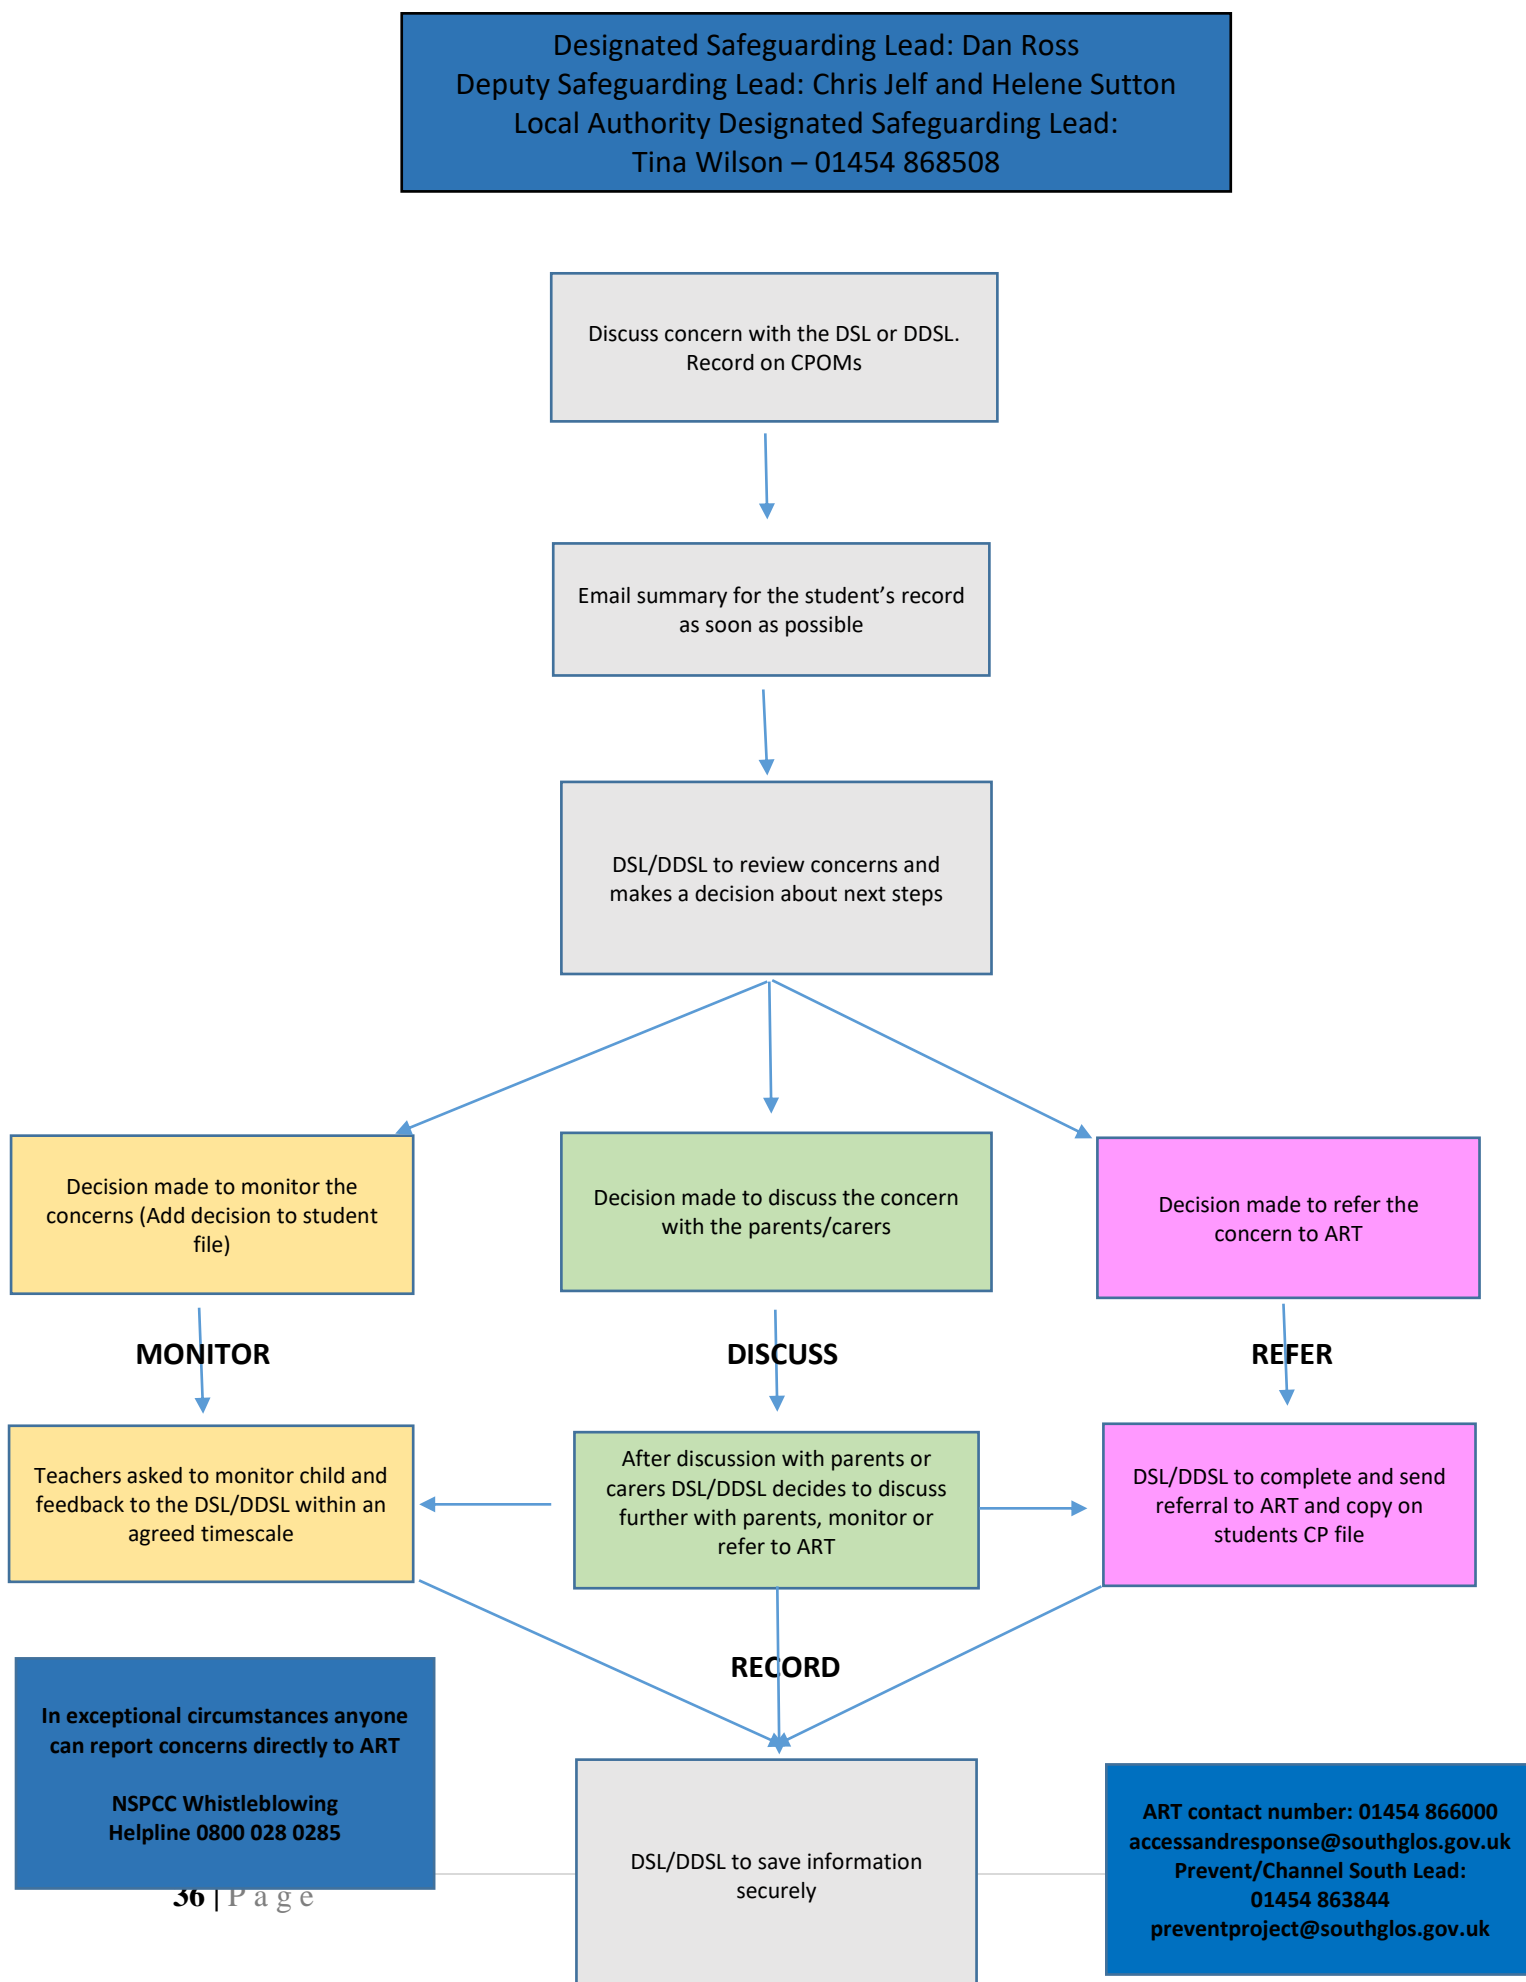 Designated Safeguarding Lead: Dan Ross
Deputy Safeguarding Lead: Chris Jelf and Helene Sutton
Local Authority Designated Safeguarding Lead:
Tina Wilson – 01454 868508
Discuss concern with the DSL or DDSL.
Record on CPOMs
Email summary for the student’s record
as soon as possible
DSL/DDSL to review concerns and
makes a decision about next steps
Decision made to monitor the
concerns (Add decision to student
file)
Decision made to discuss the concern
with the parents/carers
Decision made to refer the
concern to ART
MONITOR
DISCUSS
REFER
Teachers asked to monitor child and
feedback to the DSL/DDSL within an
agreed timescale
After discussion with parents or
carers DSL/DDSL decides to discuss
further with parents, monitor or
refer to ART
DSL/DDSL to complete and send
referral to ART and copy on
students CP file
RECORD
In exceptional circumstances anyone
can report concerns directly to ART
NSPCC Whistleblowing
Helpline 0800 028 0285
DSL/DDSL to save information
securely
ART contact number: 01454 866000
accessandresponse@southglos.gov.uk
Prevent/Channel South Lead:
01454 863844
preventproject@southglos.gov.uk
36 | P a g e